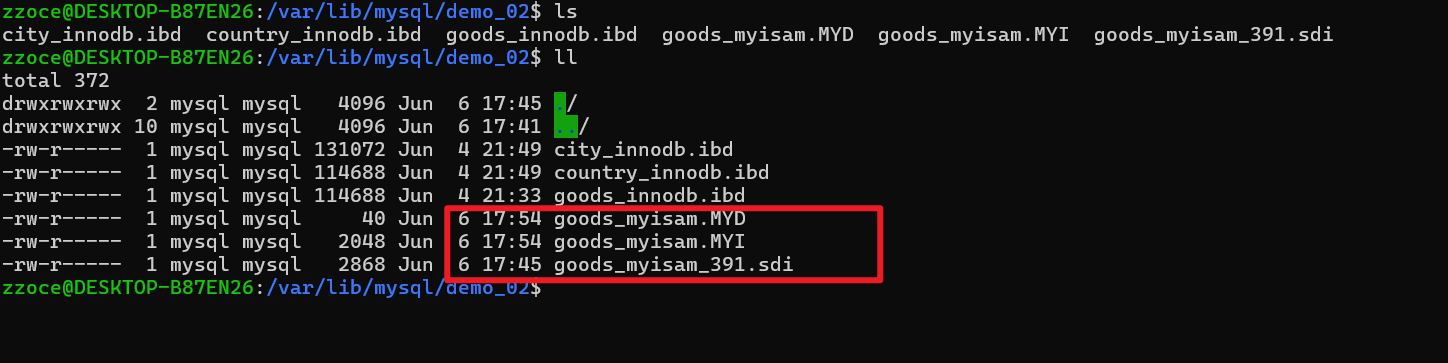 zzoce@DESKTOP-B87EN26:/var/lib/mysql/demo_02$ ls
city_innodb.ibd  country_innodb.ibd  goods_innodb.ibd  goods_myisam.MYD  goods_myisam.MYI  goods_myisam_391.sdi
zzoce@DESKTOP-B87EN26:/var/lib/mysql/demo_02$ ll
total 372
drwxrwxrwx  2 mysql mysql   4096 Jun  6 17:45 ./
drwxrwxrwx 10 mysql mysql   4096 Jun  6 17:41 ../
-rw-r-----  1 mysql mysql 131072 Jun  4 21:49 city_innodb.ibd
-rw-r-----  1 mysql mysql 114688 Jun  4 21:49 country_innodb.ibd
-rw-r-----  1 mysql mysql 114688 Jun  4 21:33 goods_innodb.ibd
-rw-r-----  1 mysql mysql     40 Jun  6 17:54 goods_myisam.MYD
-rw-r-----  1 mysql mysql   2048 Jun  6 17:54 goods_myisam.MYI
-rw-r-----  1 mysql mysql   2868 Jun  6 17:45 goods_myisam_391.sdi
zzoce@DESKTOP-B87EN26:/var/lib/mysql/demo_02$